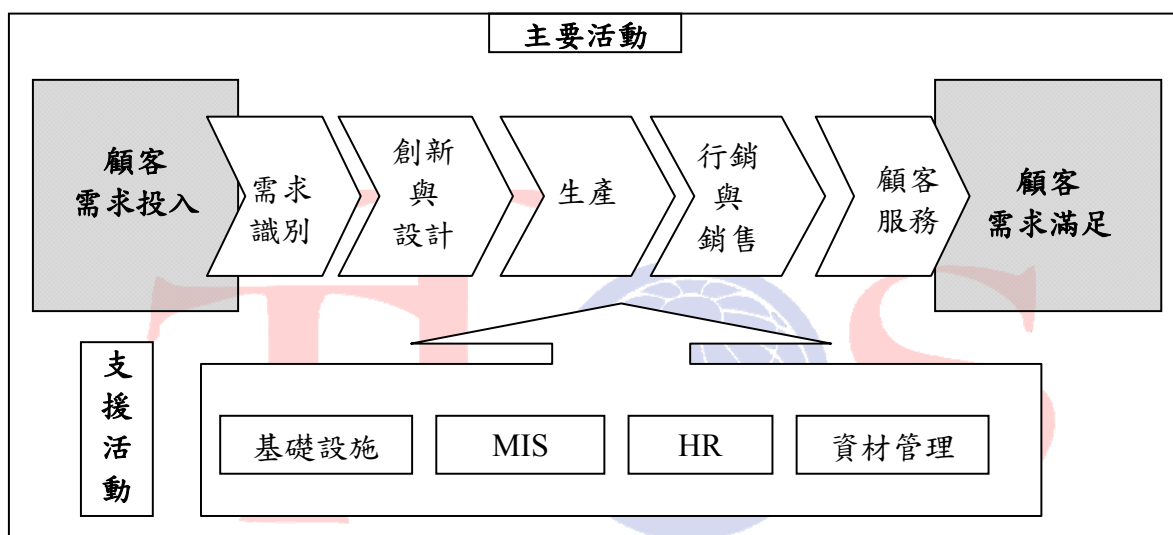 主要活動
顧客
需求投入
需求
識別
創新
與
設計
生產
行銷
與
銷售
顧客
服務
顧客
需求滿足
支
援
活
動
基礎設施
MIS
HR
資材管理